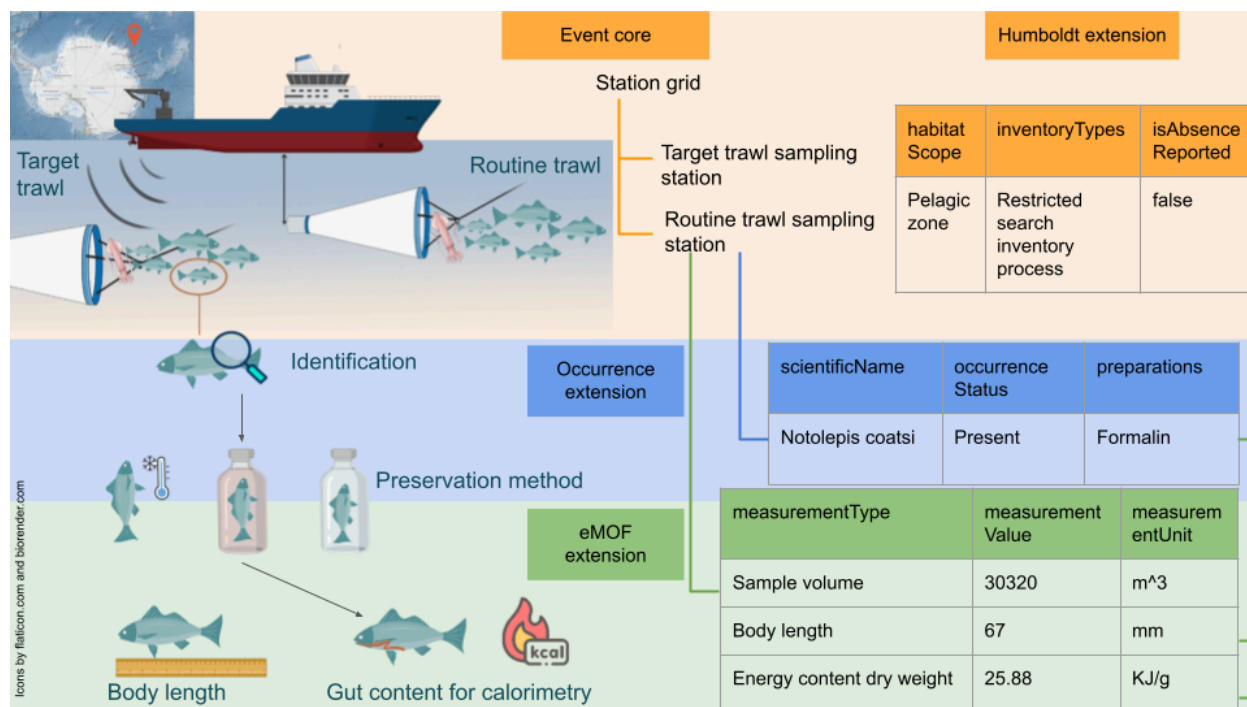 Event core
Humboldt extension
Station grid
Target
trawl
Routine trawl
Target trawl sampling
station
Routine trawl sampling
station
habitat
Scope
inventoryTypes
isAbsence
Reported
Pelagic
zone
Restricted
search
inventory
process
false
Identification
Occurrence
extension
scientificName
occurrence
Status
preparations
Notolepis coatsi
Present
Formalin
Preservation method
eMOF
extension
measurementType
measurement
Value
measurem
entUnit
Sample volume
30320
m^3
Body length
67
mm
Energy content dry weight
25.88
KJ/g
kcal
Body length
Gut content for calorimetry
Icons by flaticon.com and biorender.com